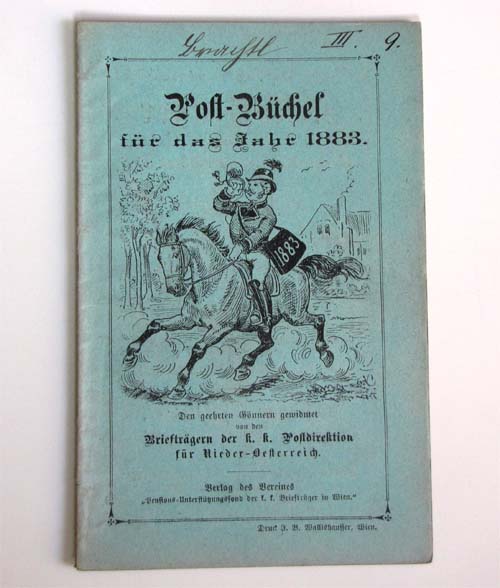 Brachtl III. 9.
Post-Büchel
für das Jahr 1883.
1883
Den geehrten Gönnern gewidmet
von den
Briefträgern der k. k. Postdirektion
für Nieder-Oesterreich.
Verlag des Vereines
„Pensions-Unterstützungsfond der k. k. Briefträger in Wien.“
Druck J. B. Wallishausser, Wien.